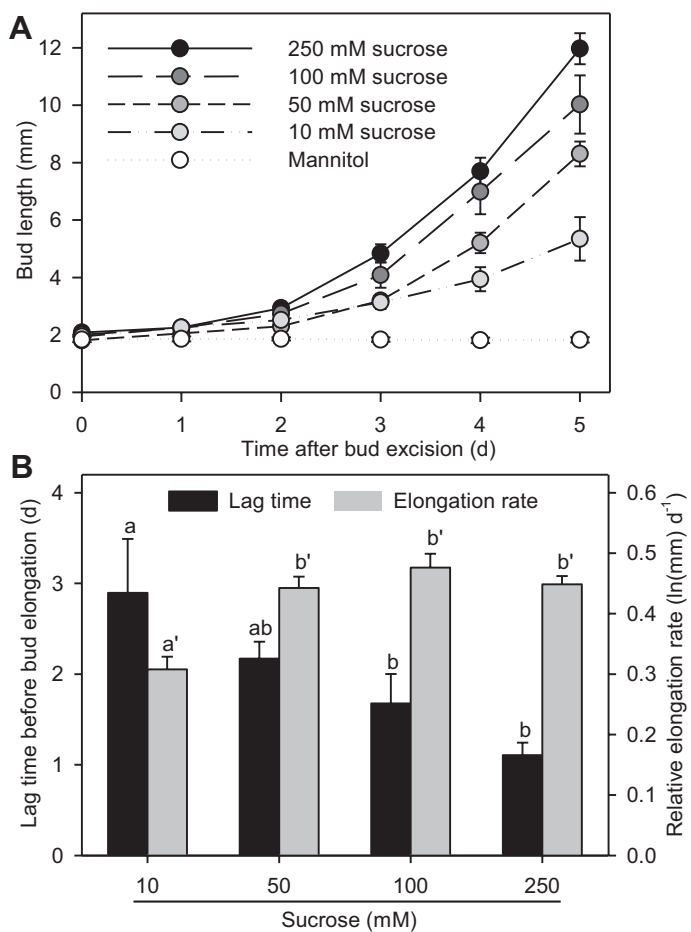 A
250 mM sucrose
100 mM sucrose
50 mM sucrose
10 mM sucrose
Mannitol
Bud length (mm)
12
10
8
6
4
2
0
0 1 2 3 4 5
Time after bud excision (d)
B
Lag time Elongation rate
Lag time before bud elongation (d)
4
3
2
1
0
a
a'
ab
b'
b
b'
b
b'
0.6
0.5
0.4
0.3
0.2
0.1
0.0
Relative elongation rate (ln(mm) d⁻¹)
10 50 100 250
Sucrose (mM)